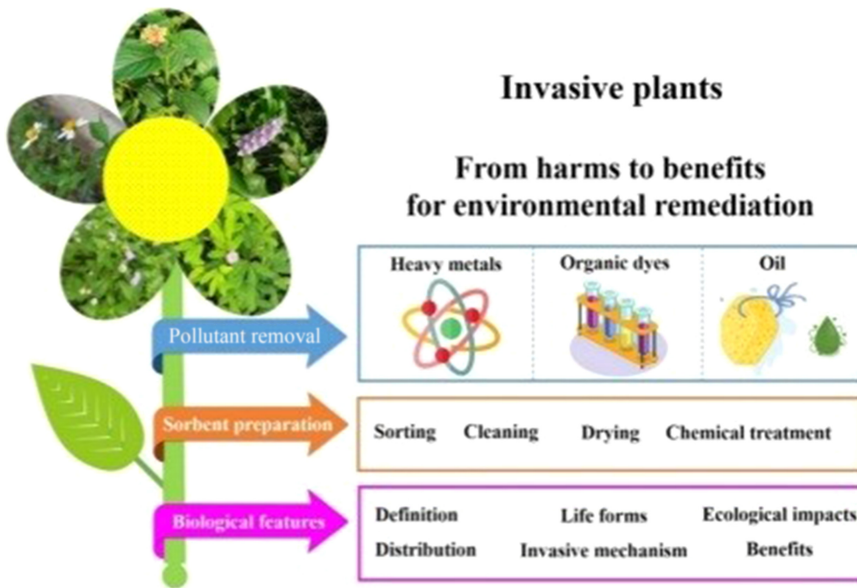 Invasive plants
From harms to benefits
for environmental remediation
Pollutant removal
Heavy metals Organic dyes Oil
Sorbent preparation
Sorting Cleaning Drying Chemical treatment
Biological features
Definition Life forms Ecological impacts
Distribution Invasive mechanism Benefits